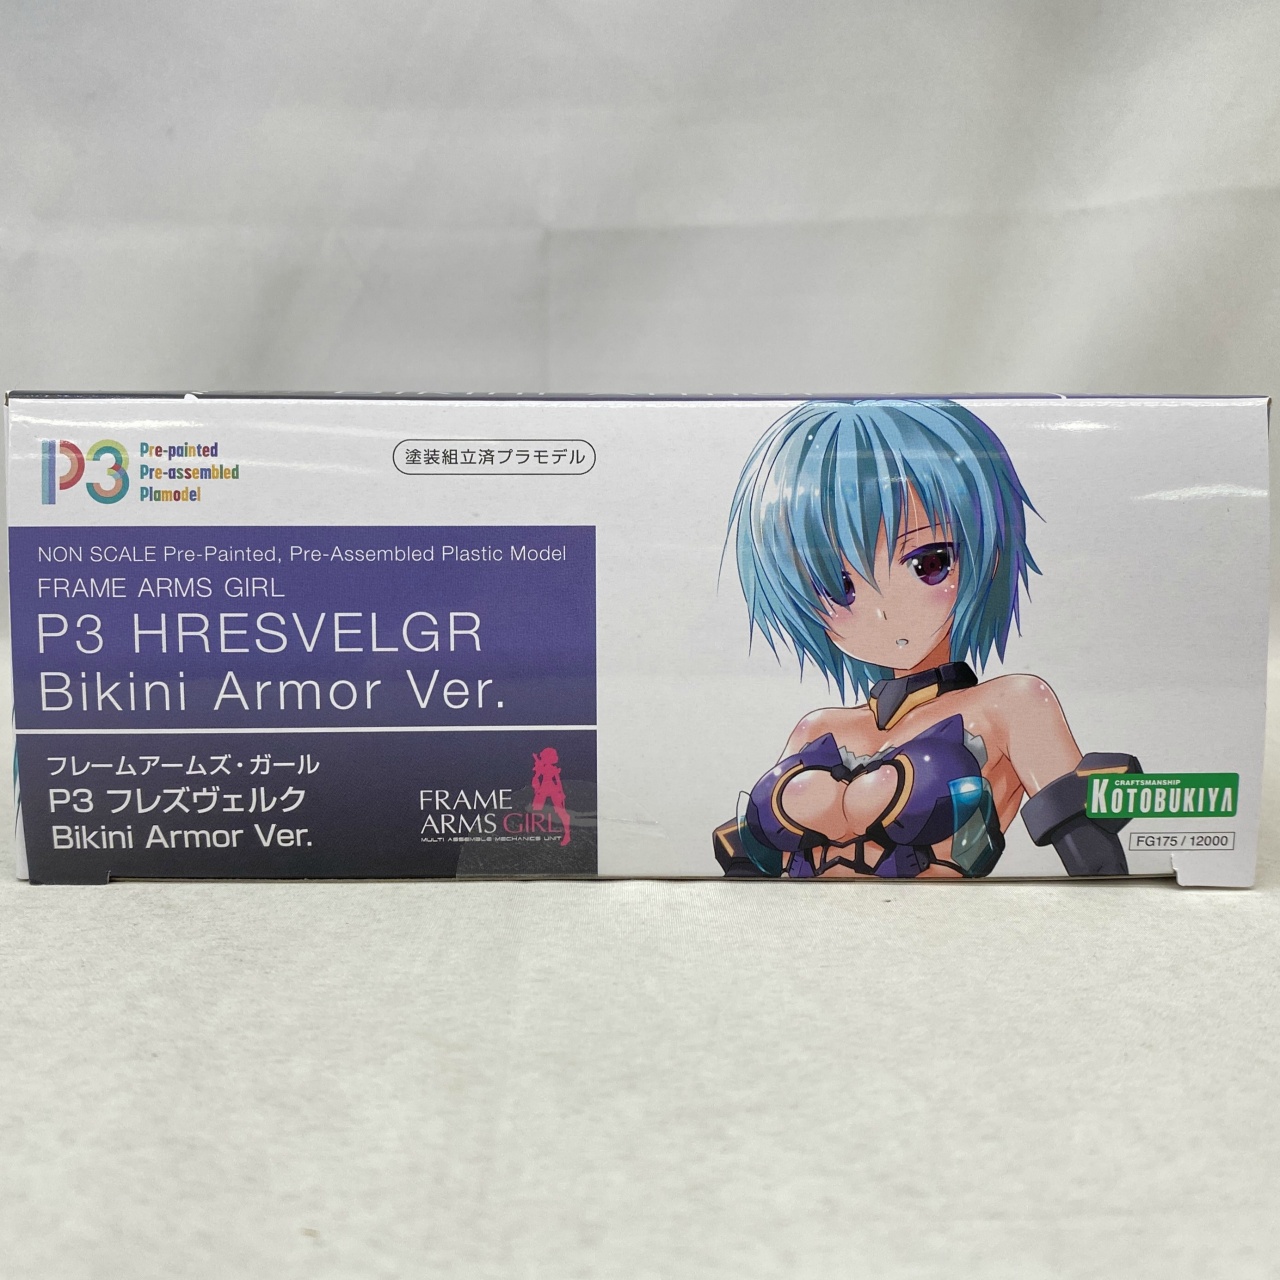 P3
Pre-painted
Pre-assembled
Plamodel
塗装組立済プラモデル
NON SCALE Pre-Painted, Pre-Assembled Plastic Model
FRAME ARMS GIRL
P3 HRESVELGR
Bikini Armor Ver.
フレームアームズ・ガール
P3 フレズヴェルク
Bikini Armor Ver.
FRAME
ARMS GIRL
MULTI ASSEMBLE MECHANICS UNIT
CRAFTSMANSHIP
KOTOBUKIYA
FG175 / 12000